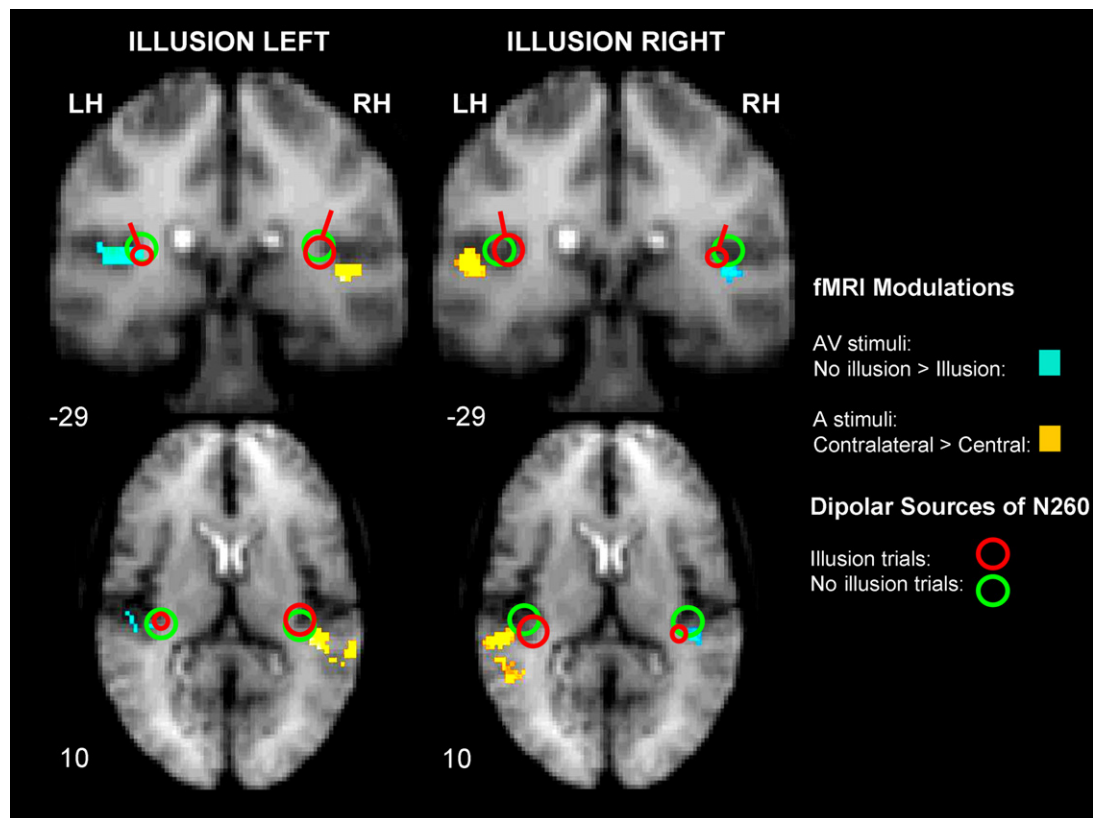 ILLUSION LEFT
ILLUSION RIGHT
LH
RH
LH
RH
-29
-29
10
10
fMRI Modulations
AV stimuli:
No illusion > Illusion:
A stimuli:
Contralateral > Central:
Dipolar Sources of N260
Illusion trials:
No illusion trials: